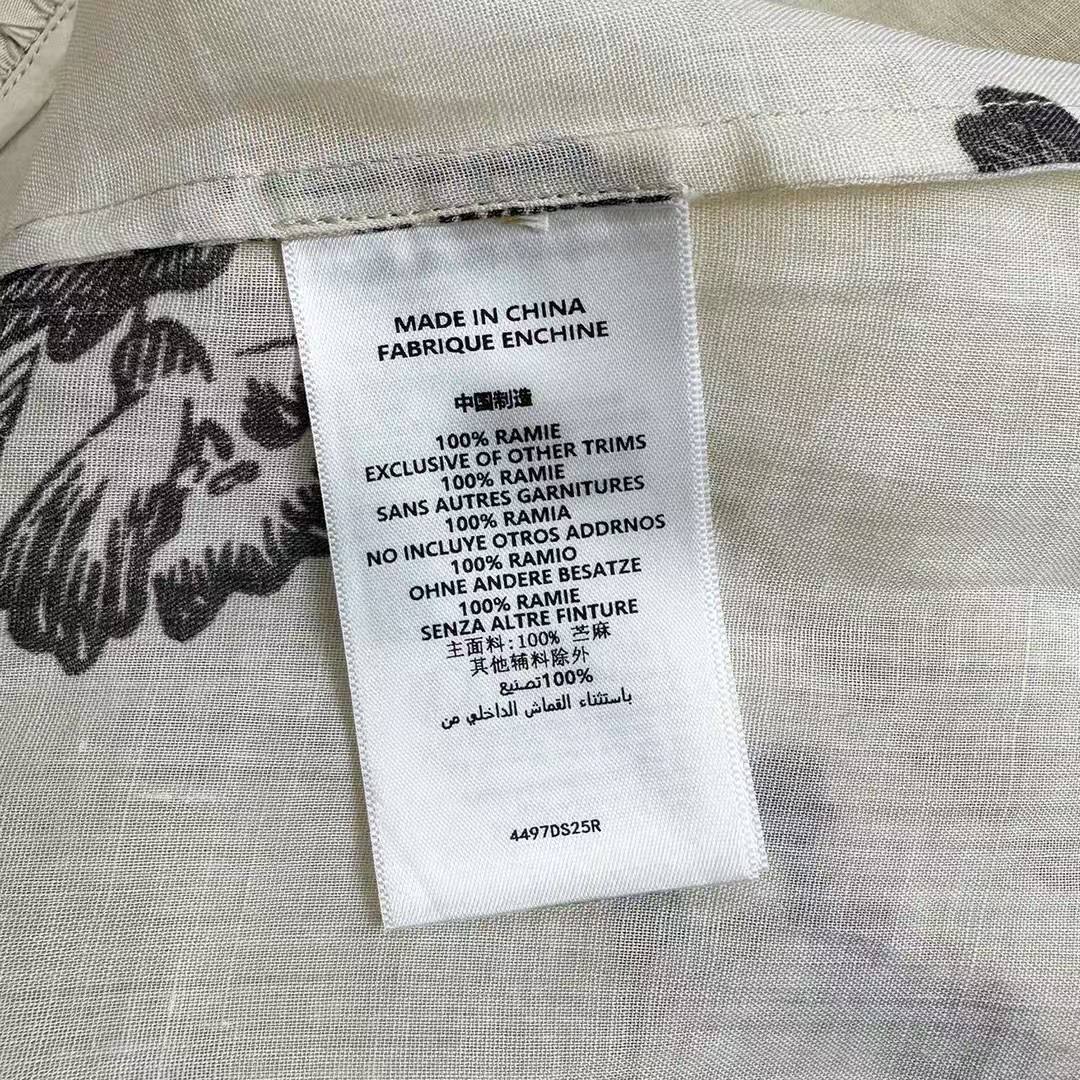 MADE IN CHINA
FABRIQUE ENCHINE
中国制造
100% RAMIE
EXCLUSIVE OF OTHER TRIMS
100% RAMIE
SANS AUTRES GARNITURES
100% RAMIA
NO INCLUYE OTROS ADDRNOS
100% RAMIO
OHNE ANDERE BESATZE
100% RAMIE
SENZA ALTRE FINTURE
主面料:100% 苎麻
其他辅料除外
100%تصنيع
باستثناء القماش الداخلي من
4497DS25R